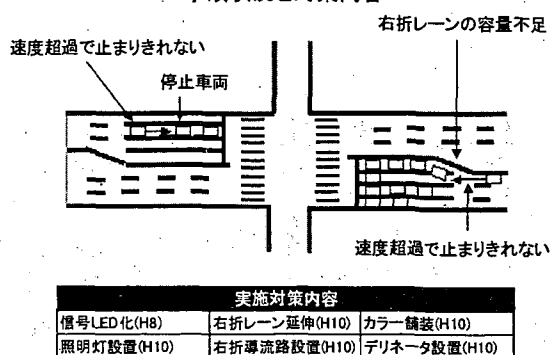 右折レーンの容量不足
速度超過で止まりきれない
停止車両
速度超過で止まりきれない
実施対策内容
信号LED化(H8) 右折レーン延伸(H10) カラー舗装(H10)
照明灯設置(H10) 右折導流路設置(H10) デリネータ設置(H10)